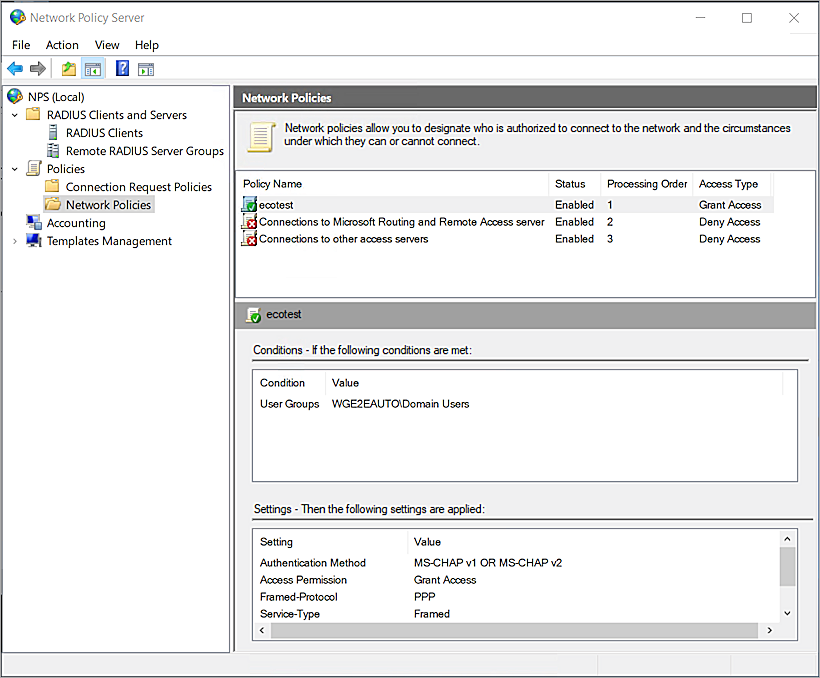 Network Policy Server
File Action View Help
NPS (Local)
RADIUS Clients and Servers
RADIUS Clients
Remote RADIUS Server Groups
Policies
Connection Request Policies
Network Policies
Accounting
Templates Management
Network Policies
Network policies allow you to designate who is authorized to connect to the network and the circumstances
under which they can or cannot connect.
Policy Name Status Processing Order Access Type
ecotest Enabled 1 Grant Access
Connections to Microsoft Routing and Remote Access server Enabled 2 Deny Access
Connections to other access servers Enabled 3 Deny Access
ecotest
Conditions - If the following conditions are met:
Condition Value
User Groups WGE2EAUTO\Domain Users
Settings - Then the following settings are applied:
Setting Value
Authentication Method MS-CHAP v1 OR MS-CHAP v2
Access Permission Grant Access
Framed-Protocol PPP
Service-Type Framed